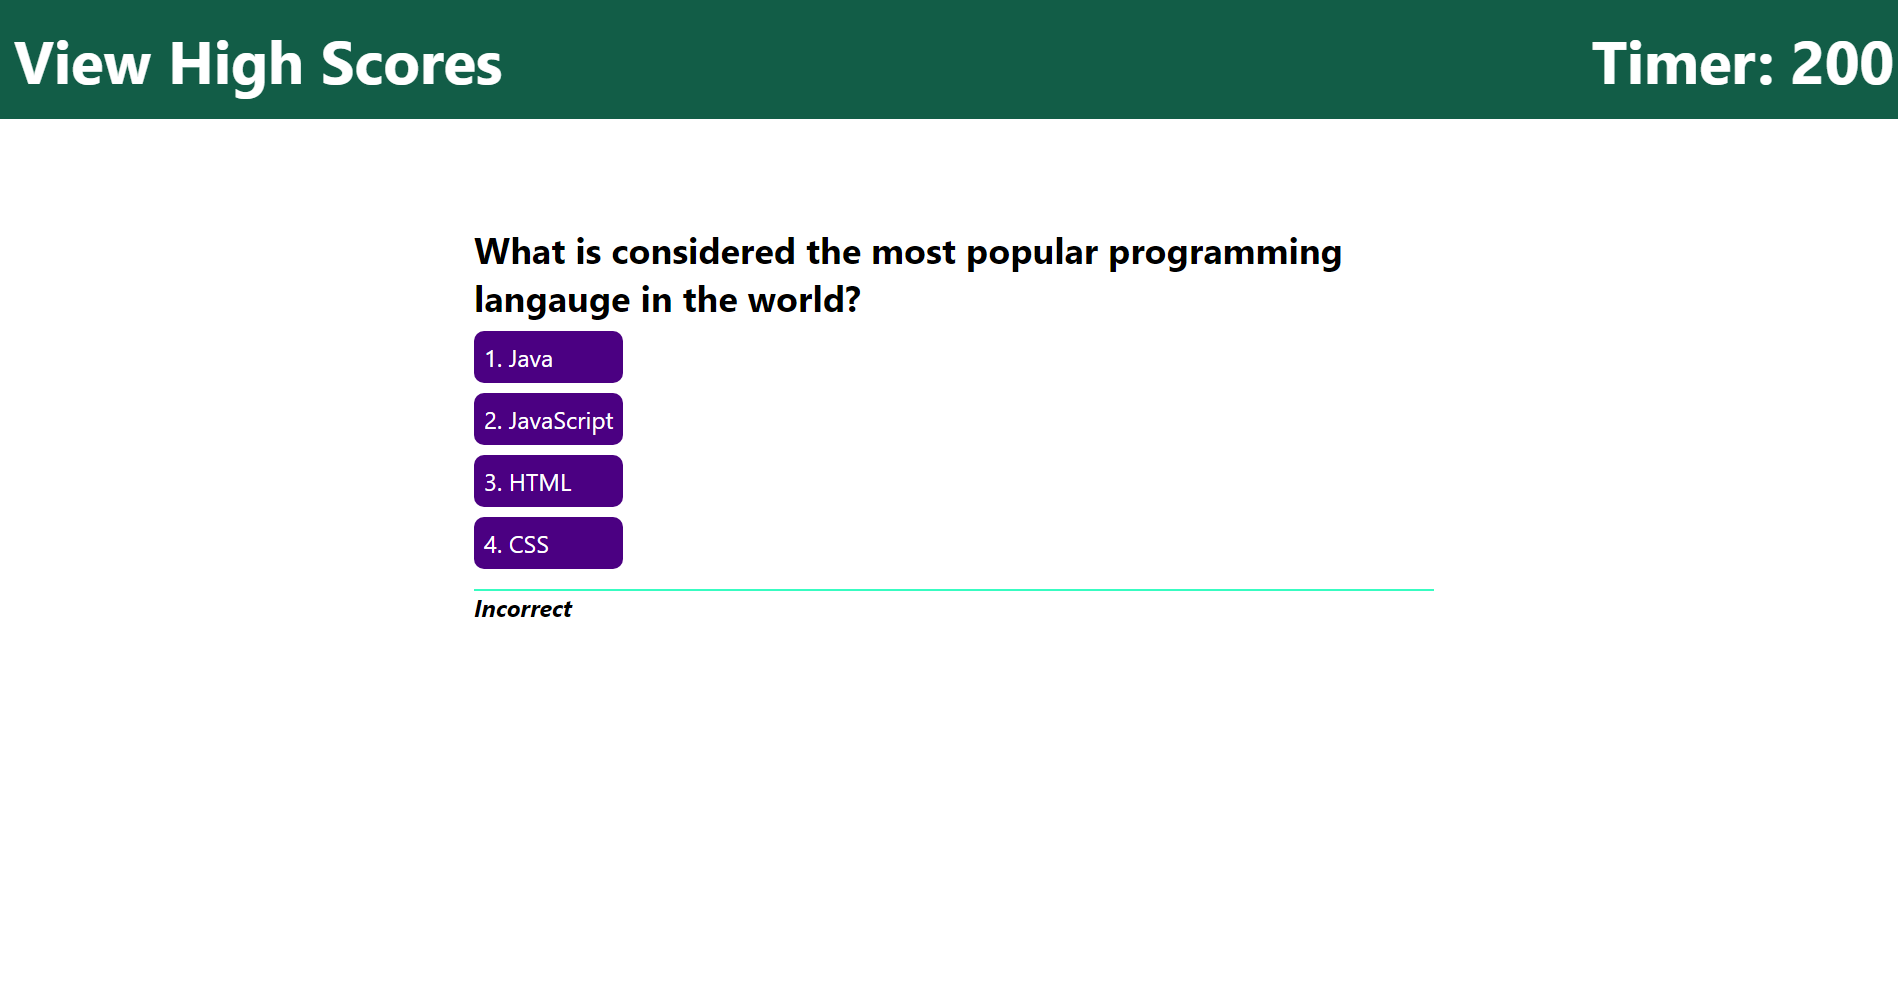 View High Scores
Timer: 200
What is considered the most popular programming
langauge in the world?
1. Java
2. JavaScript
3. HTML
4. CSS
Incorrect